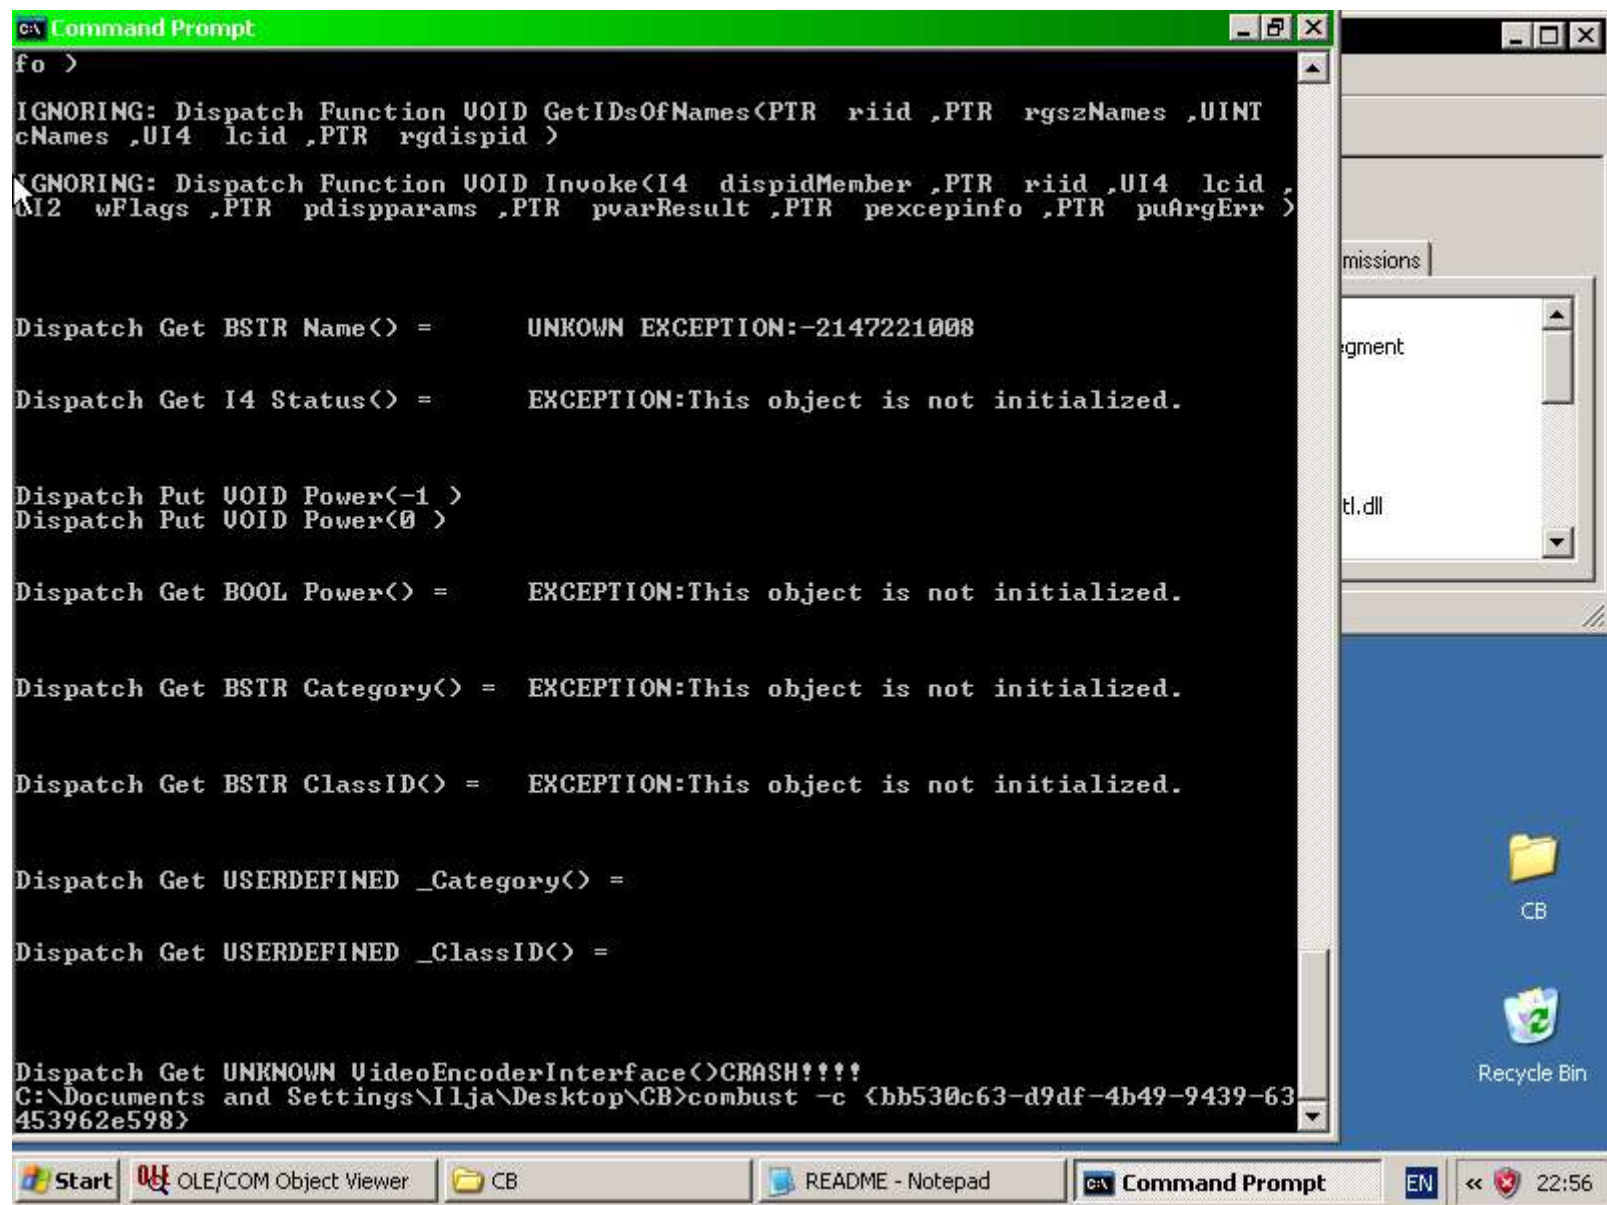 Command Prompt
fo >
IGNORING: Dispatch Function VOID GetIDsOfNames(PTR riid ,PTR rgszNames ,UINT
cNames ,UI4 lcid ,PTR rgdispid )
IGNORING: Dispatch Function VOID Invoke(I4 dispidMember ,PTR riid ,UI4 lcid ,
UI2 wFlags ,PTR pdispparams ,PTR pvarResult ,PTR pexcepinfo ,PTR puArgErr )
missions
egment
Dispatch Get BSTR Name() = UNKOWN EXCEPTION:-2147221008
Dispatch Get I4 Status() = EXCEPTION:This object is not initialized.
Dispatch Put VOID Power(-1 )
Dispatch Put VOID Power(0 )
tl.dll
Dispatch Get BOOL Power() = EXCEPTION:This object is not initialized.
Dispatch Get BSTR Category() = EXCEPTION:This object is not initialized.
Dispatch Get BSTR ClassID() = EXCEPTION:This object is not initialized.
Dispatch Get USERDEFINED _Category() =
Dispatch Get USERDEFINED _ClassID() =
CB
Recycle Bin
Dispatch Get UNKNOWN VideoEncoderInterface()CRASH!!!!
C:\Documents and Settings\Ilja\Desktop\CB>combust -c {bb530c63-d9df-4b49-9439-63
453962e598}
Start
OLE/COM Object Viewer
CB
README - Notepad
Command Prompt
EN
«
22:56